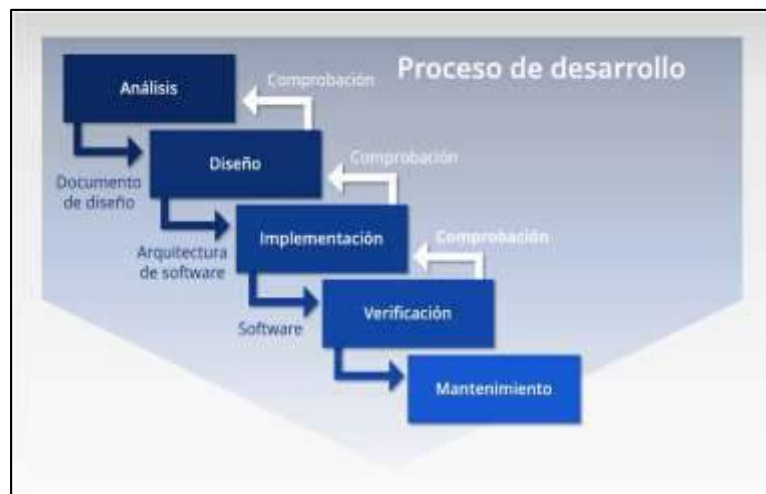 Proceso de desarrollo
Análisis
Comprobación
Diseño
Comprobación
Documento
de diseño
Implementación
Comprobación
Arquitectura
de software
Verificación
Software
Mantenimiento